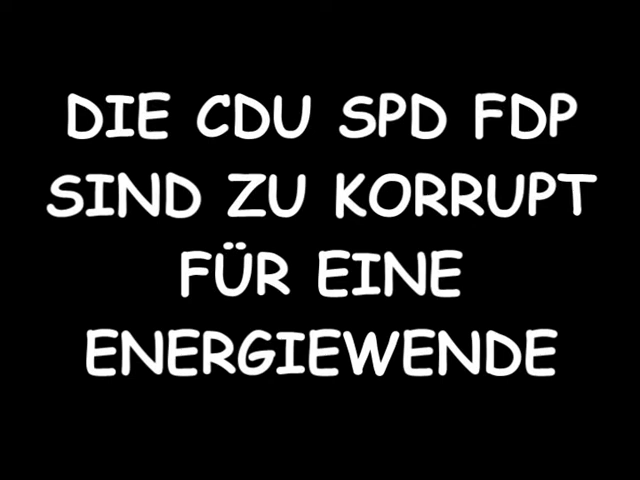 DIE CDU SPD FDP
SIND ZU KORRUPT
FÜR EINE
ENERGIEWENDE